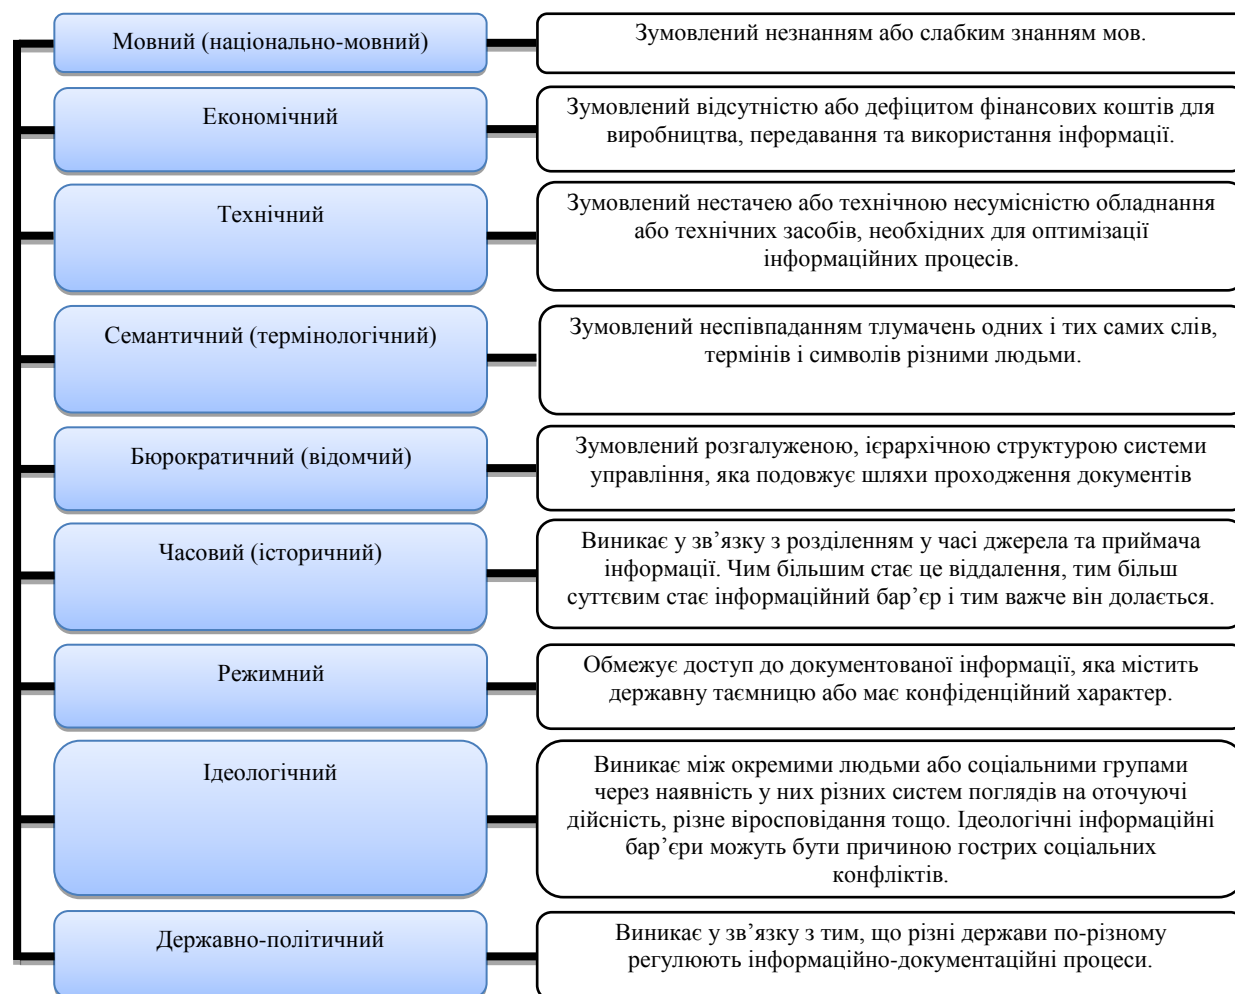 Мовний (національно-мовний)
Зумовлений незнанням або слабким знанням мов.
Економічний
Зумовлений відсутністю або дефіцитом фінансових коштів для
виробництва, передавання та використання інформації.
Технічний
Зумовлений нестачею або технічною несумісністю обладнання
або технічних засобів, необхідних для оптимізації
інформаційних процесів.
Семантичний (термінологічний)
Зумовлений неспівпаданням тлумачень одних і тих самих слів,
термінів і символів різними людьми.
Бюрократичний (відомчий)
Зумовлений розгалуженою, ієрархічною структурою системи
управління, яка подовжує шляхи проходження документів
Часовий (історичний)
Виникає у зв’язку з розділенням у часі джерела та приймача
інформації. Чим більшим стає це віддалення, тим більш
суттєвим стає інформаційний бар’єр і тим важче він долається.
Режимний
Обмежує доступ до документованої інформації, яка містить
державну таємницю або має конфіденційний характер.
Ідеологічний
Виникає між окремими людьми або соціальними групами
через наявність у них різних систем поглядів на оточуючі
дійсність, різне віросповідання тощо. Ідеологічні інформаційні
бар’єри можуть бути причиною гострих соціальних
конфліктів.
Державно-політичний
Виникає у зв’язку з тим, що різні держави по-різному
регулюють інформаційно-документаційні процеси.